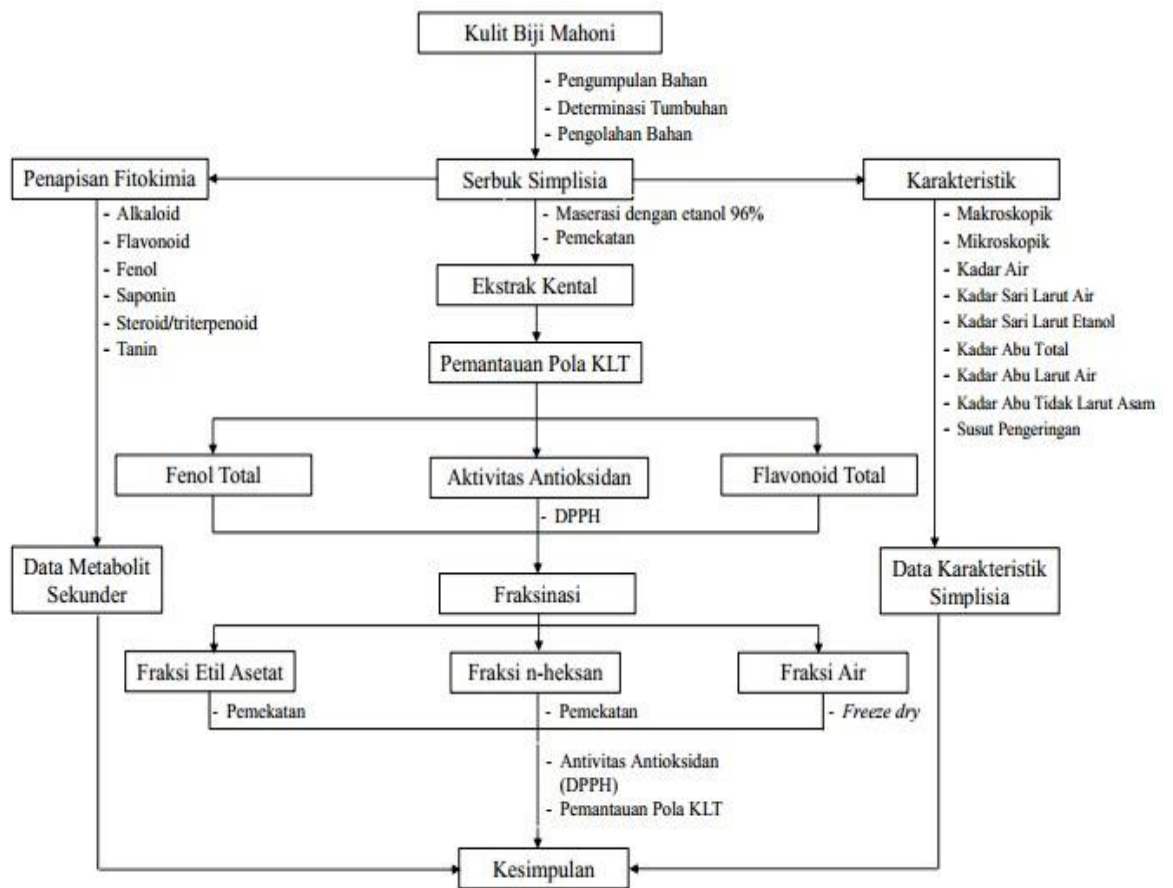 Kulit Biji Mahoni
- Pengumpulan Bahan
- Determinasi Tumbuhan
- Pengolahan Bahan
Penapisan Fitokimia
Serbuk Simplisia
Karakteristik
- Alkaloid
- Flavonoid
- Fenol
- Saponin
- Steroid/triterpenoid
- Tanin
- Maserasi dengan etanol 96%
- Pemekatan
- Makroskopik
- Mikroskopik
- Kadar Air
- Kadar Sari Larut Air
- Kadar Sari Larut Etanol
- Kadar Abu Total
- Kadar Abu Larut Air
- Kadar Abu Tidak Larut Asam
- Susut Pengeringan
Ekstrak Kental
Pemantauan Pola KLT
Fenol Total
Aktivitas Antioksidan
Flavonoid Total
- DPPH
Data Metabolit
Sekunder
Fraksinasi
Data Karakteristik
Simplisia
Fraksi Etil Asetat
Fraksi n-heksan
Fraksi Air
- Pemekatan
- Pemekatan
- Freeze dry
- Antivitas Antioksidan
(DPPH)
- Pemantauan Pola KLT
Kesimpulan